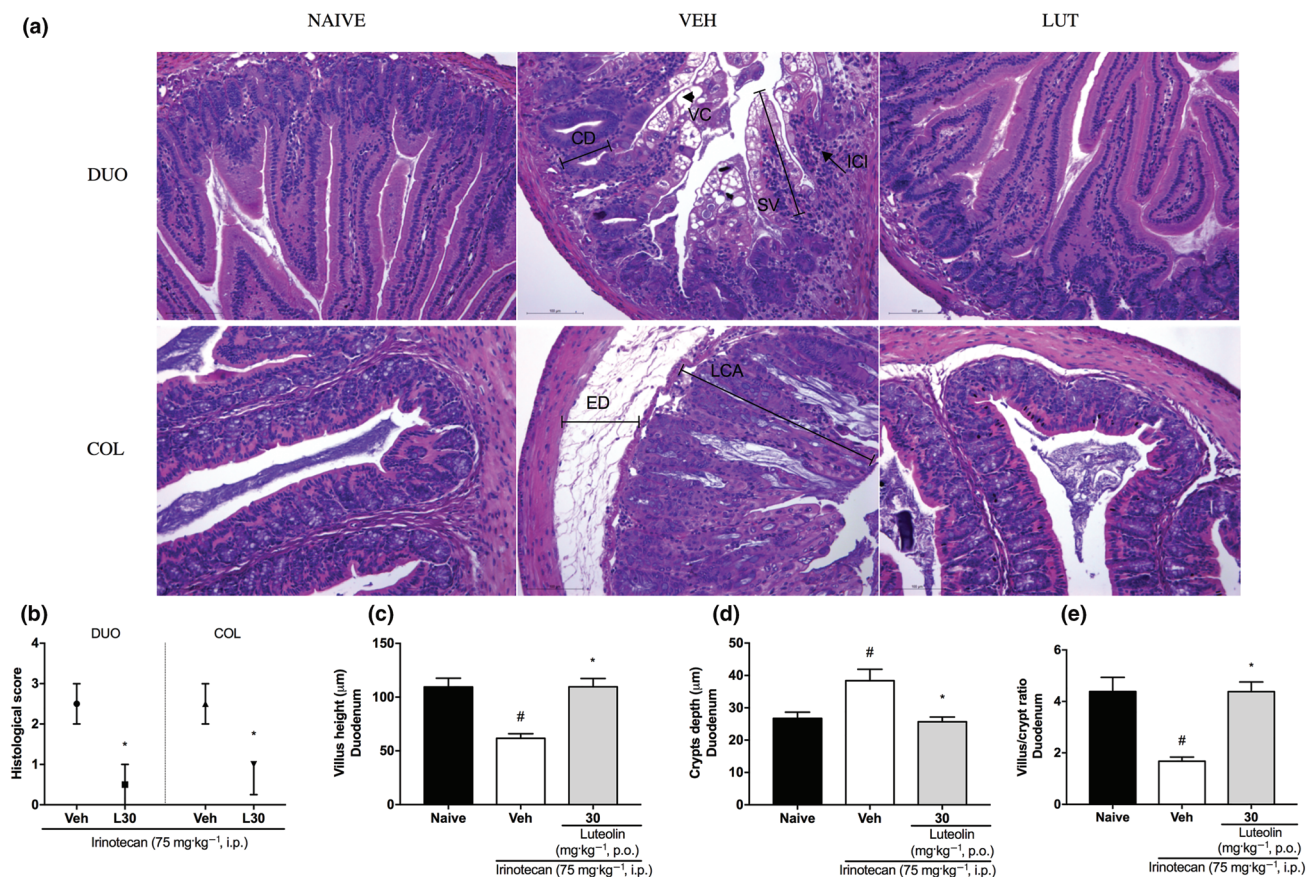 (a)
NAIVE
VEH
LUT
DUO
VC
CD
ICI
SV
COL
LCA
ED
(b)
DUO
COL
Histological score
4
3
2
1
0
*
*
Veh
L30
Veh
L30
Irinotecan (75 mg·kg⁻¹, i.p.)
(c)
Villus height (μm)
Duodenum
150
100
50
0
#
*
Naive
Veh
30
Luteolin
(mg·kg⁻¹, p.o.)
Irinotecan (75 mg·kg⁻¹, i.p.)
(d)
Crypts depth (μm)
Duodenum
50
40
30
20
10
0
#
*
Naive
Veh
30
Luteolin
(mg·kg⁻¹, p.o.)
Irinotecan (75 mg·kg⁻¹, i.p.)
(e)
Villus/crypt ratio
Duodenum
6
4
2
0
#
*
Naive
Veh
30
Luteolin
(mg·kg⁻¹, p.o.)
Irinotecan (75 mg·kg⁻¹, i.p.)